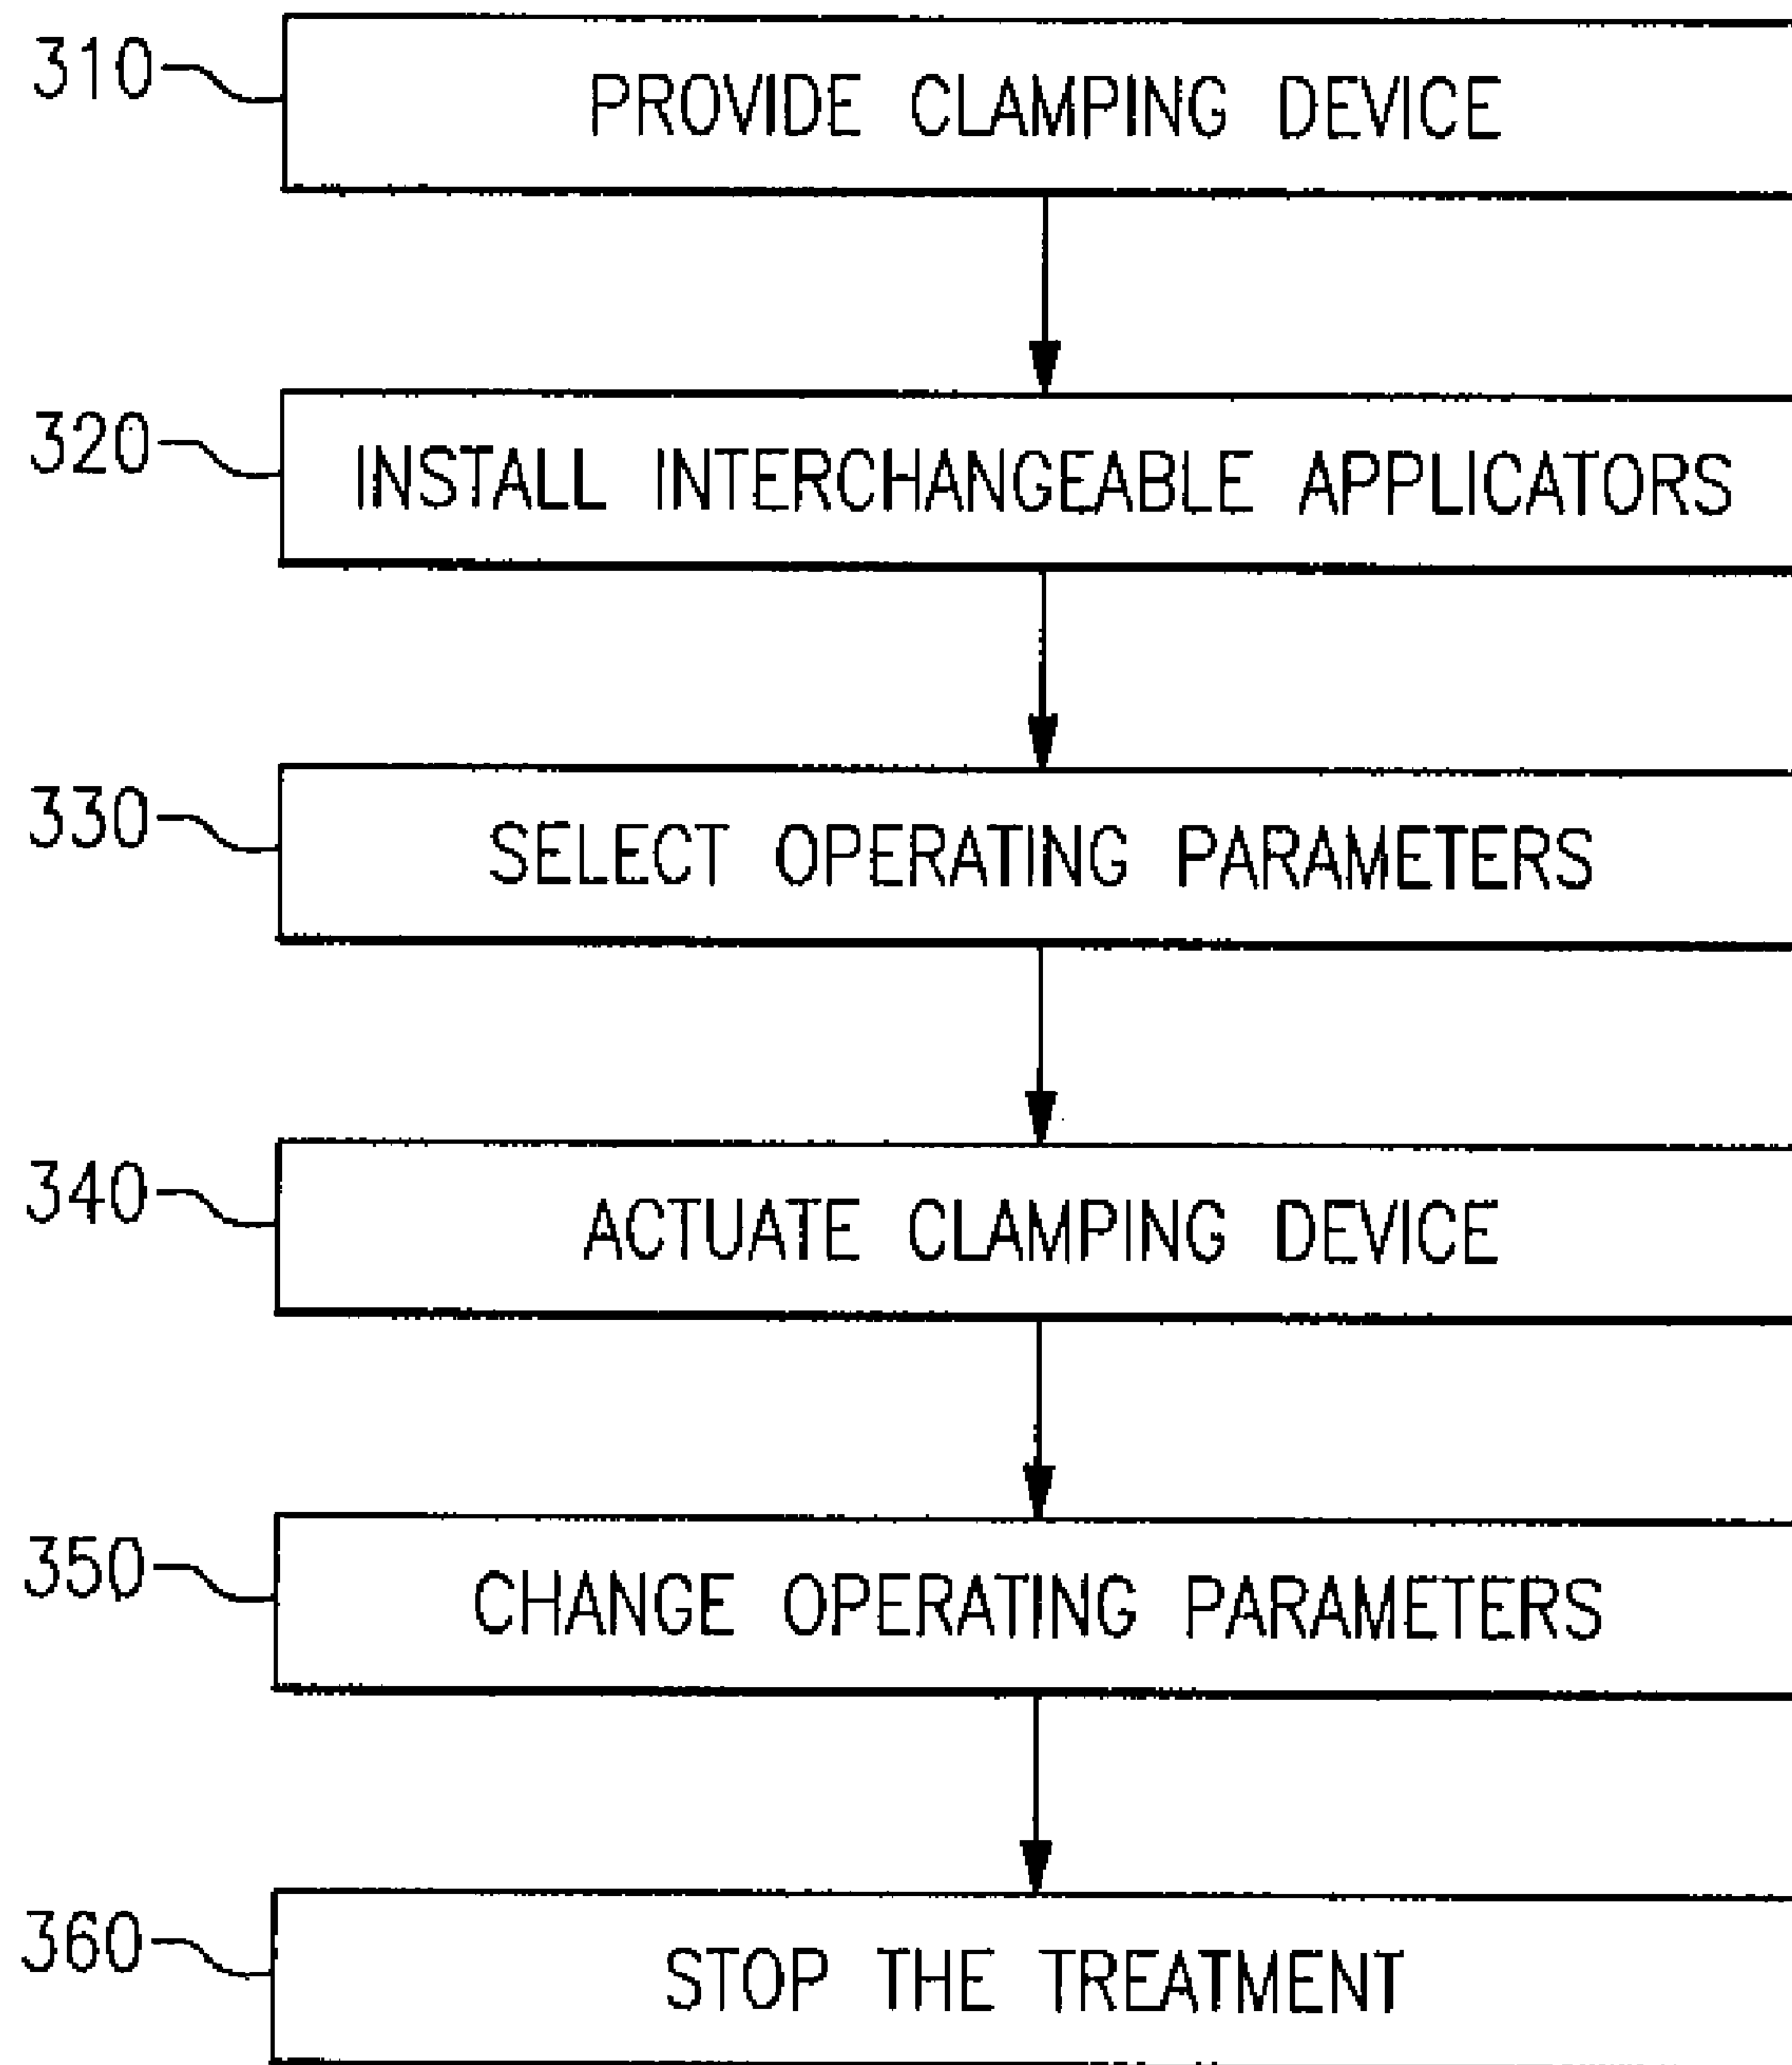 310 PROVIDE CLAMPING DEVICE
320 INSTALL INTERCHANGEABLE APPLICATORS
330 SELECT OPERATING PARAMETERS
340 ACTUATE CLAMPING DEVICE
350 CHANGE OPERATING PARAMETERS
360 STOP THE TREATMENT